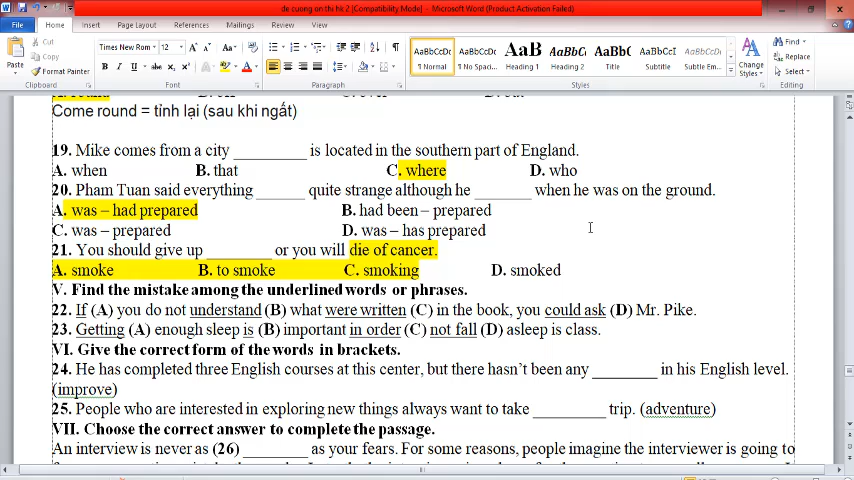 de cuong on thi hk 2 [Compatibility Mode] - Microsoft Word (Product Activation Failed)
File Home Insert Page Layout References Mailings Review View
Paste Cut Copy Format Painter Clipboard
Times New Rom 12 Font
Paragraph
AaBbCcDc AaBbCcDc AaBbC AaBbCc AaBbCc AaBbCcI AaBbCcDc
¶ Normal ¶ No Spaci... Heading 1 Heading 2 Title Subtitle Subtle Em...
Styles
Change Styles
Find Replace Select Editing
Come round = tỉnh lại (sau khi ngất)
19. Mike comes from a city _________ is located in the southern part of England.
A. when B. that C. where D. who
20. Pham Tuan said everything ______ quite strange although he _______ when he was on the ground.
A. was – had prepared B. had been – prepared
C. was – prepared D. was – has prepared
21. You should give up ________ or you will die of cancer.
A. smoke B. to smoke C. smoking D. smoked
V. Find the mistake among the underlined words or phrases.
22. If (A) you do not understand (B) what were written (C) in the book, you could ask (D) Mr. Pike.
23. Getting (A) enough sleep is (B) important in order (C) not fall (D) asleep is class.
VI. Give the correct form of the words in brackets.
24. He has completed three English courses at this center, but there hasn't been any ________ in his English level.
(improve)
25. People who are interested in exploring new things always want to take _________ trip. (adventure)
VII. Choose the correct answer to complete the passage.
An interview is never as (26) ________ as your fears. For some reasons, people imagine the interviewer is going to